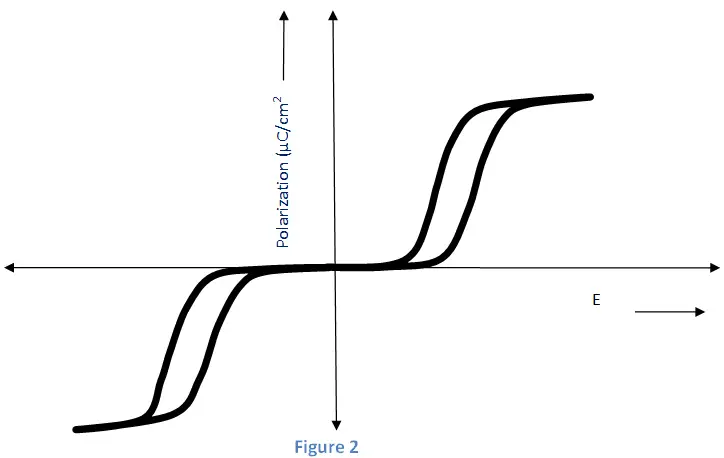 Polarization (µC/cm²
E
Figure 2